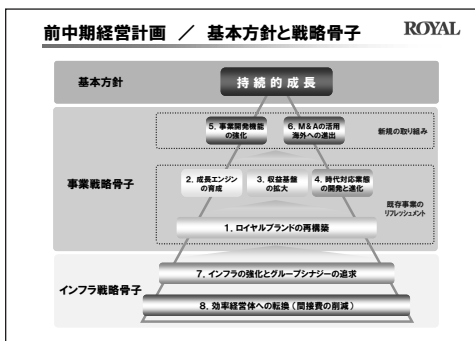 前中期経営計画 ／ 基本方針と戦略骨子
ROYAL
基本方針
持続的成長
5. 事業開発機能
の強化
6. M&Aの活用
海外への進出
新規の取り組み
事業戦略骨子
2. 成長エンジン
の育成
3. 収益基盤
の拡大
4. 時代対応業態
の開発と進化
既存事業の
リフレッシュメント
1. ロイヤルブランドの再構築
インフラ戦略骨子
7. インフラの強化とグループシナジーの追求
8. 効率経営体への転換（間接費の削減）